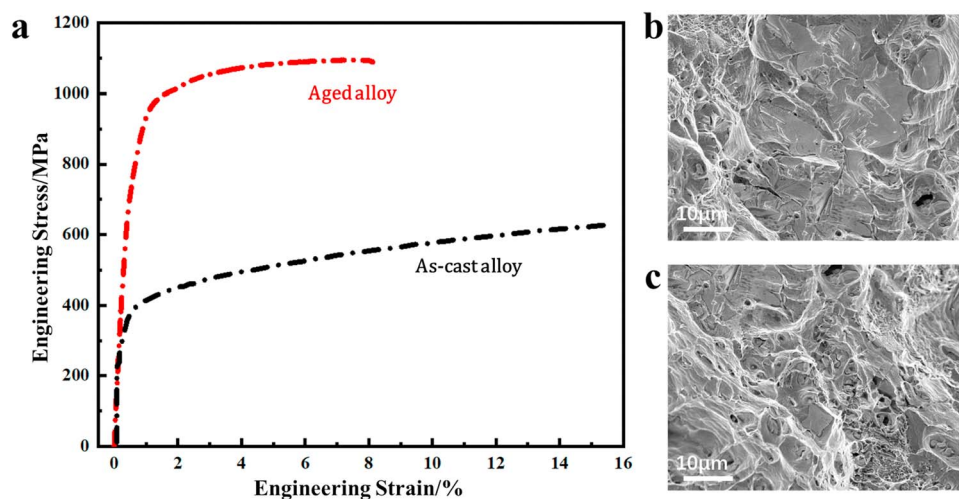 a
1200
1000
800
600
400
200
0
Engineering Stress/MPa
Aged alloy
As-cast alloy
0 2 4 6 8 10 12 14 16
Engineering Strain/%
b
10μm
c
10μm